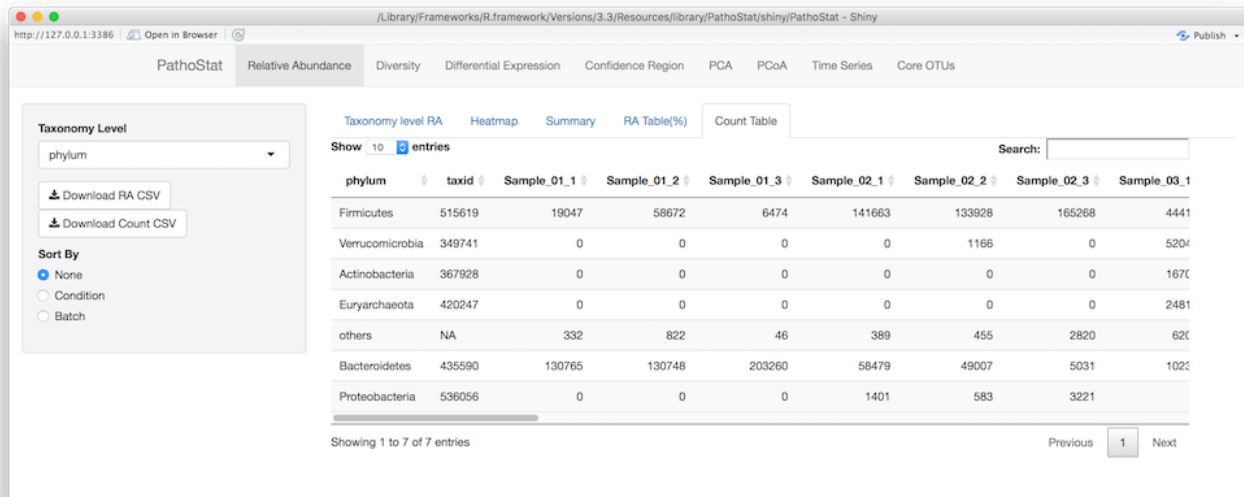 /Library/Frameworks/R.framework/Versions/3.3/Resources/library/PathoStat/shiny/PathoStat - Shiny
http://127.0.0.1:3386 Open in Browser Publish
PathoStat Relative Abundance Diversity Differential Expression Confidence Region PCA PCoA Time Series Core OTUs
Taxonomy Level
phylum
Download RA CSV
Download Count CSV
Sort By
None
Condition
Batch
Taxonomy level RA Heatmap Summary RA Table(%) Count Table
Show 10 entries Search:
phylum taxid Sample_01_1 Sample_01_2 Sample_01_3 Sample_02_1 Sample_02_2 Sample_02_3 Sample_03_1
Firmicutes 515619 19047 58672 6474 141663 133928 165268 4441
Verrucomicrobia 349741 0 0 0 0 1166 0 5204
Actinobacteria 367928 0 0 0 0 0 0 1670
Euryarchaeota 420247 0 0 0 0 0 0 2481
others NA 332 822 46 389 455 2820 620
Bacteroidetes 435590 130765 130748 203260 58479 49007 5031 1023
Proteobacteria 536056 0 0 0 1401 583 3221
Showing 1 to 7 of 7 entries Previous 1 Next